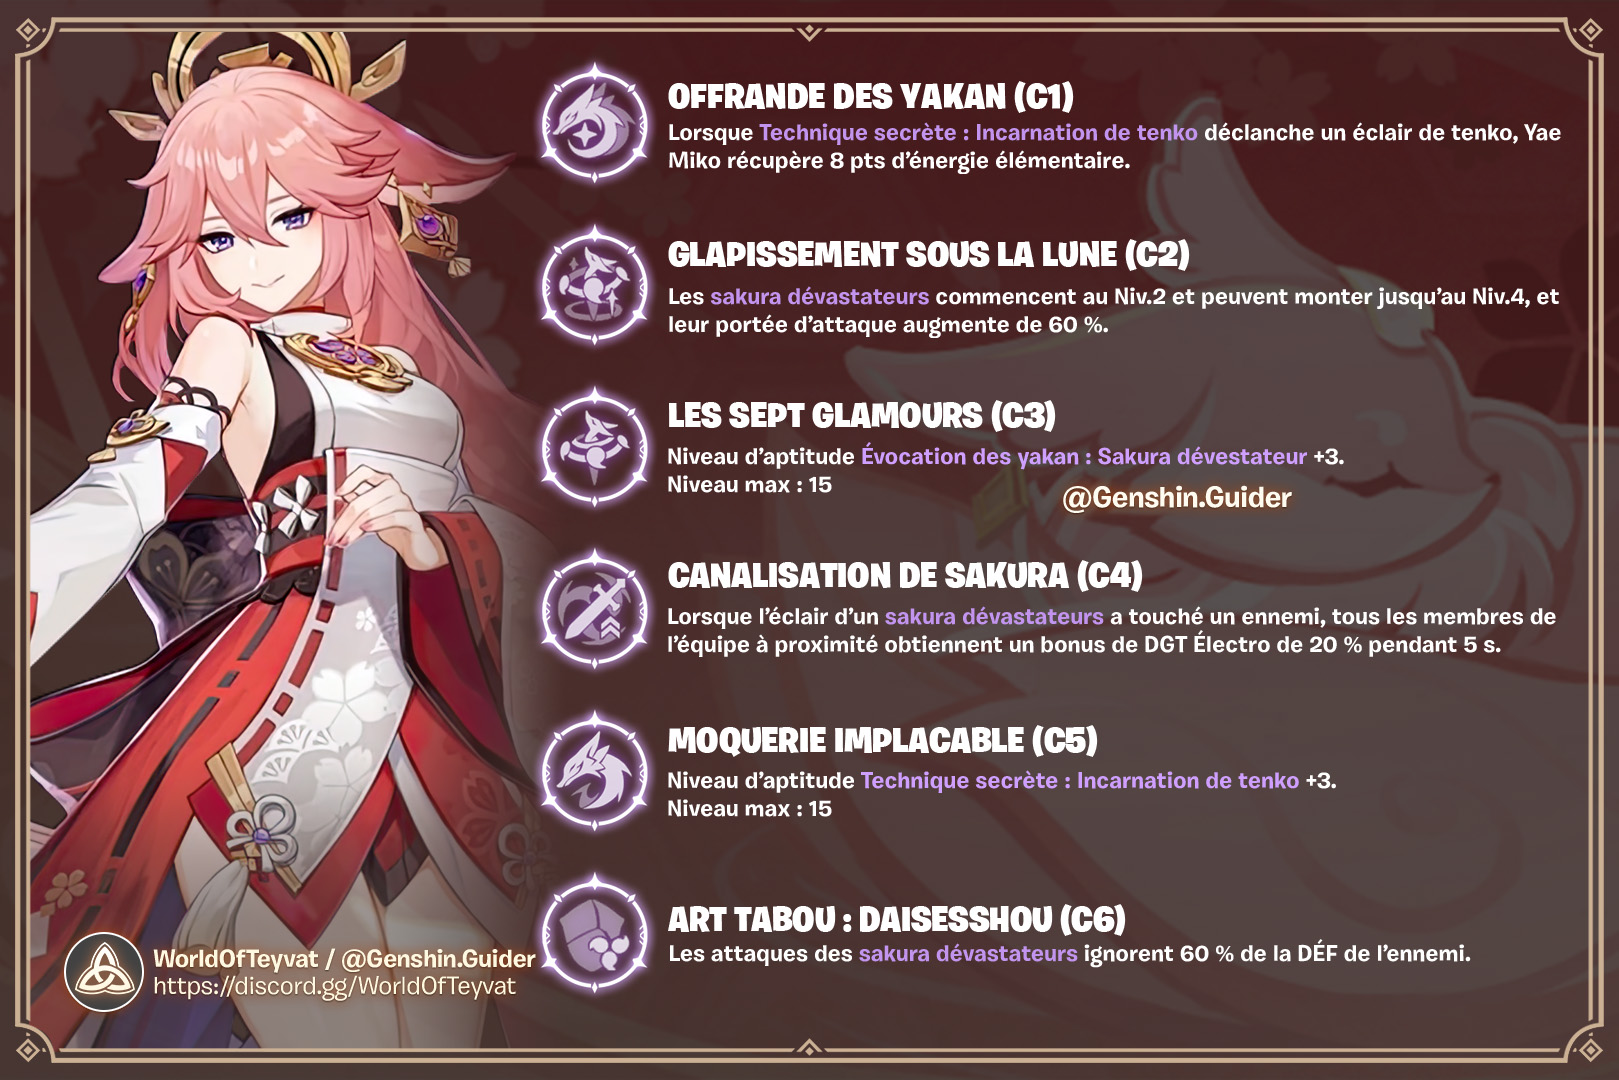 OFFRANDE DES YAKAN (C1)
Lorsque Technique secrète : Incarnation de tenko déclanche un éclair de tenko, Yae
Miko récupère 8 pts d’énergie élémentaire.
GLAPISSEMENT SOUS LA LUNE (C2)
Les sakura dévastateurs commencent au Niv.2 et peuvent monter jusqu’au Niv.4, et
leur portée d’attaque augmente de 60 %.
LES SEPT GLAMOURS (C3)
Niveau d’aptitude Évocation des yakan : Sakura dévestateur +3.
Niveau max : 15
@Genshin.Guider
CANALISATION DE SAKURA (C4)
Lorsque l’éclair d’un sakura dévastateurs a touché un ennemi, tous les membres de
l’équipe à proximité obtiennent un bonus de DGT Électro de 20 % pendant 5 s.
MOQUERIE IMPLACABLE (C5)
Niveau d’aptitude Technique secrète : Incarnation de tenko +3.
Niveau max : 15
ART TABOU : DAISESSHOU (C6)
Les attaques des sakura dévastateurs ignorent 60 % de la DÉF de l’ennemi.
WorldOfTeyvat / @Genshin.Guider
https://discord.gg/WorldOfTeyvat